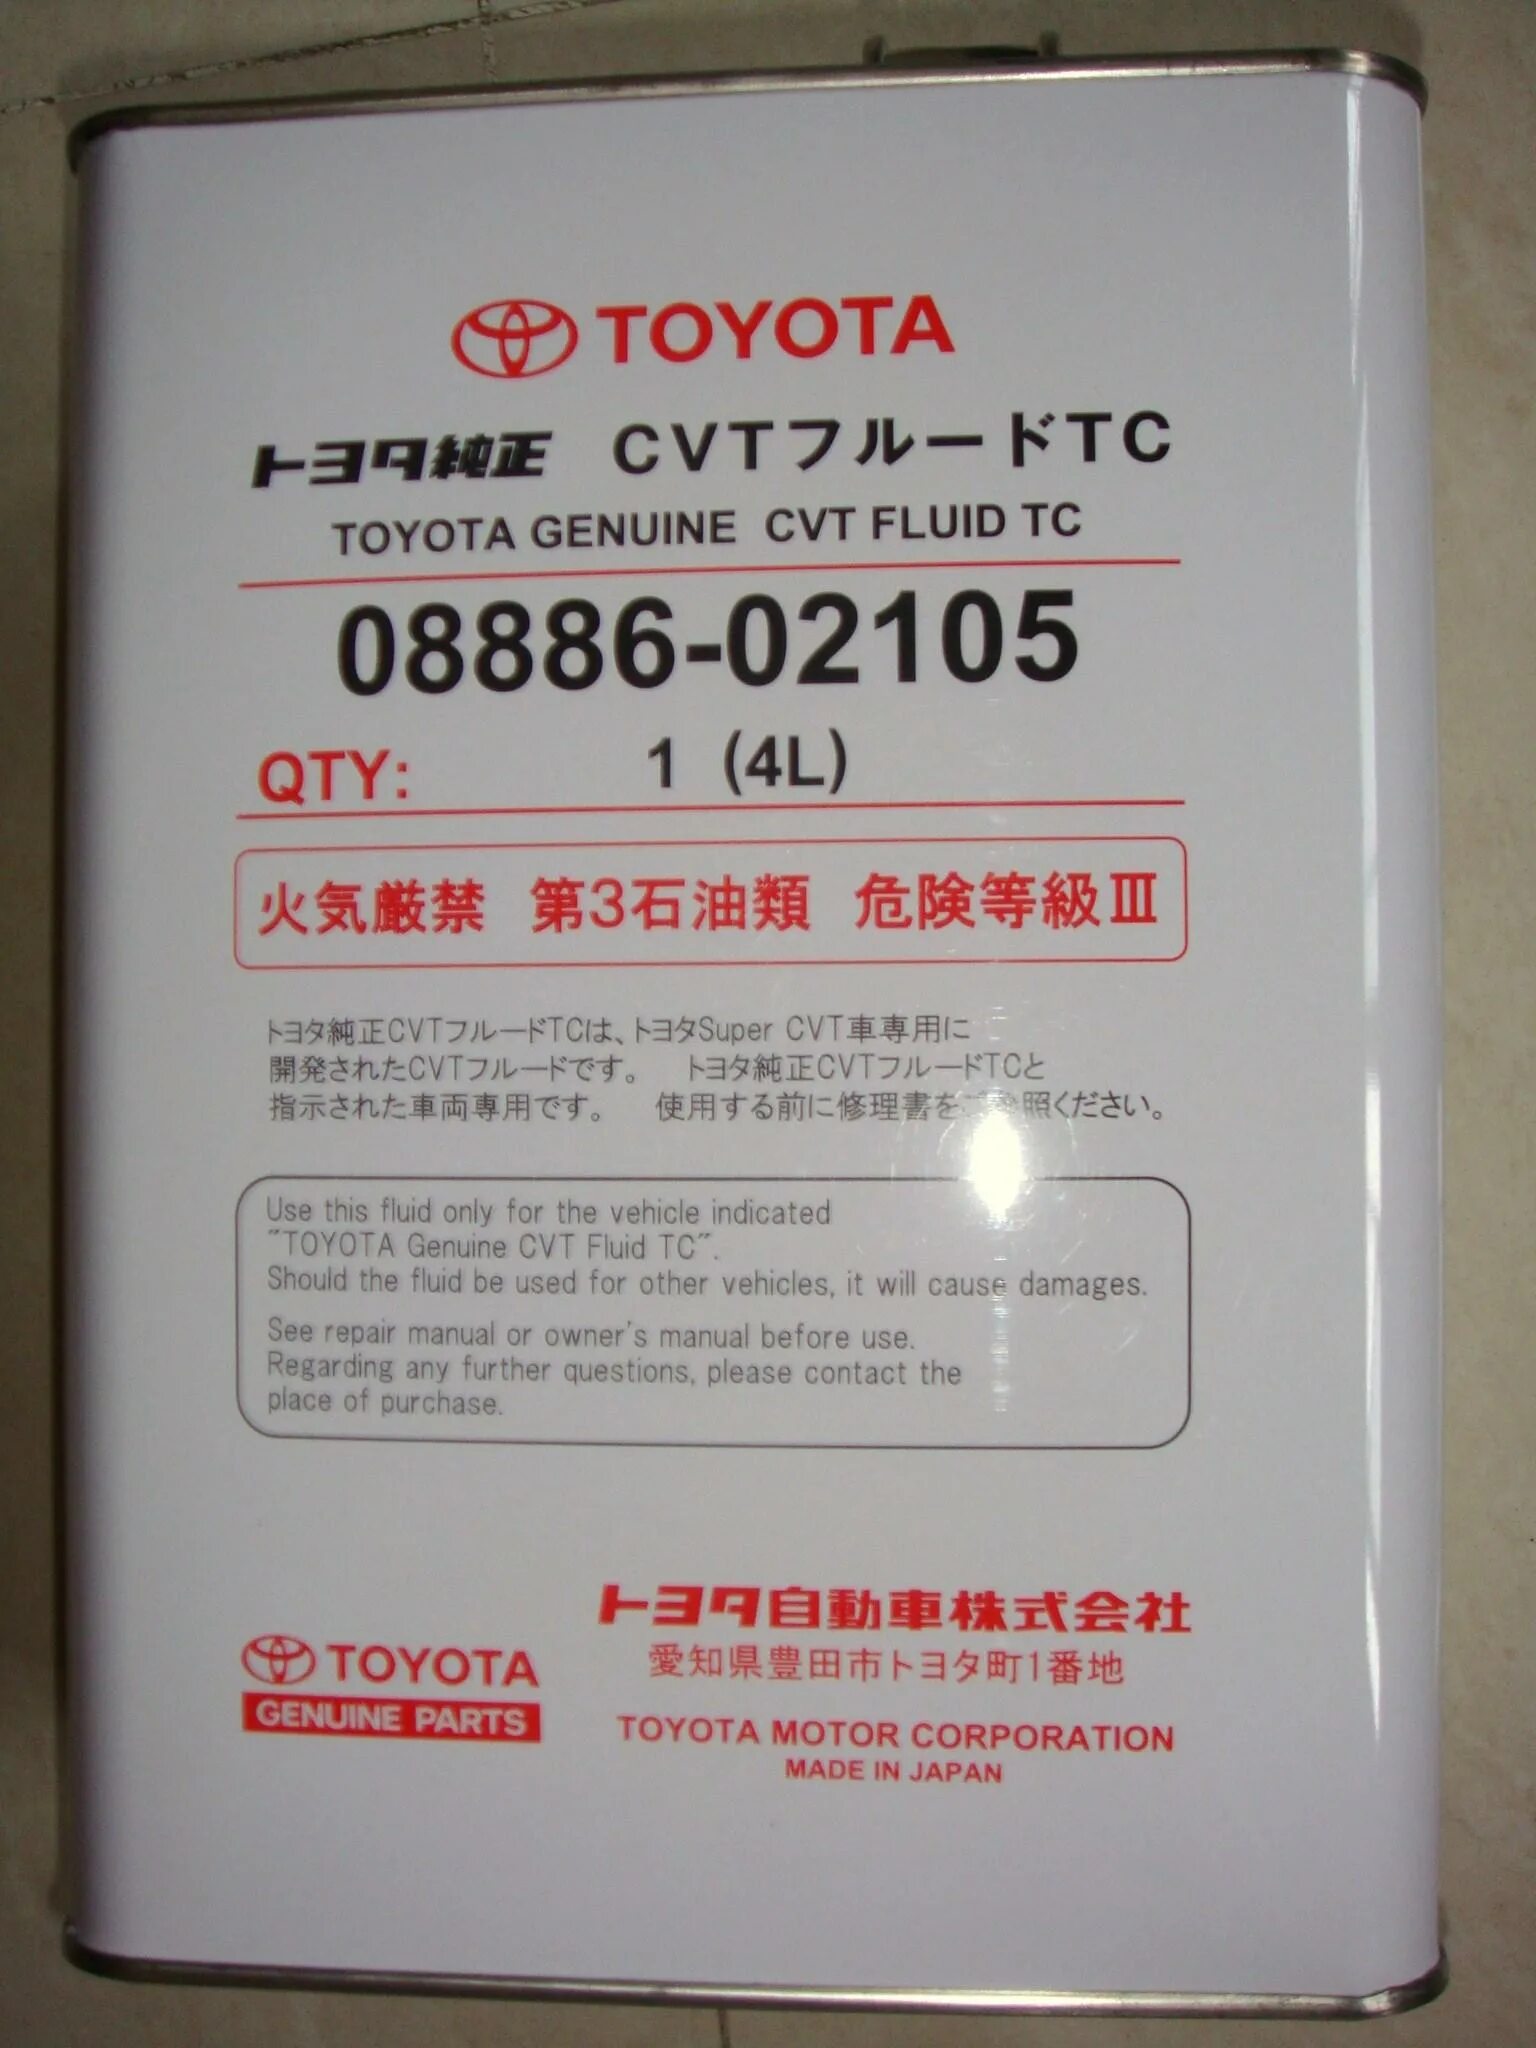 TOYOTA
トヨタ純正 CVTフルードTC
TOYOTA GENUINE CVT FLUID TC
08886-02105
QTY: 1 (4L)
火気厳禁 第3石油類 危険等級Ⅲ
トヨタ純正CVTフルードTCは、トヨタSuper CVT車専用に
開発されたCVTフルードです。 トヨタ純正CVTフルードTCと
指示された車両専用です。 使用する前に修理書を照ください。
Use this fluid only for the vehicle indicated
"TOYOTA Genuine CVT Fluid TC".
Should the fluid be used for other vehicles, it will cause damages.
See repair manual or owner's manual before use.
Regarding any further questions, please contact the
place of purchase.
トヨタ自動車株式会社
愛知県豊田市トヨタ町1番地
TOYOTA
GENUINE PARTS
TOYOTA MOTOR CORPORATION
MADE IN JAPAN